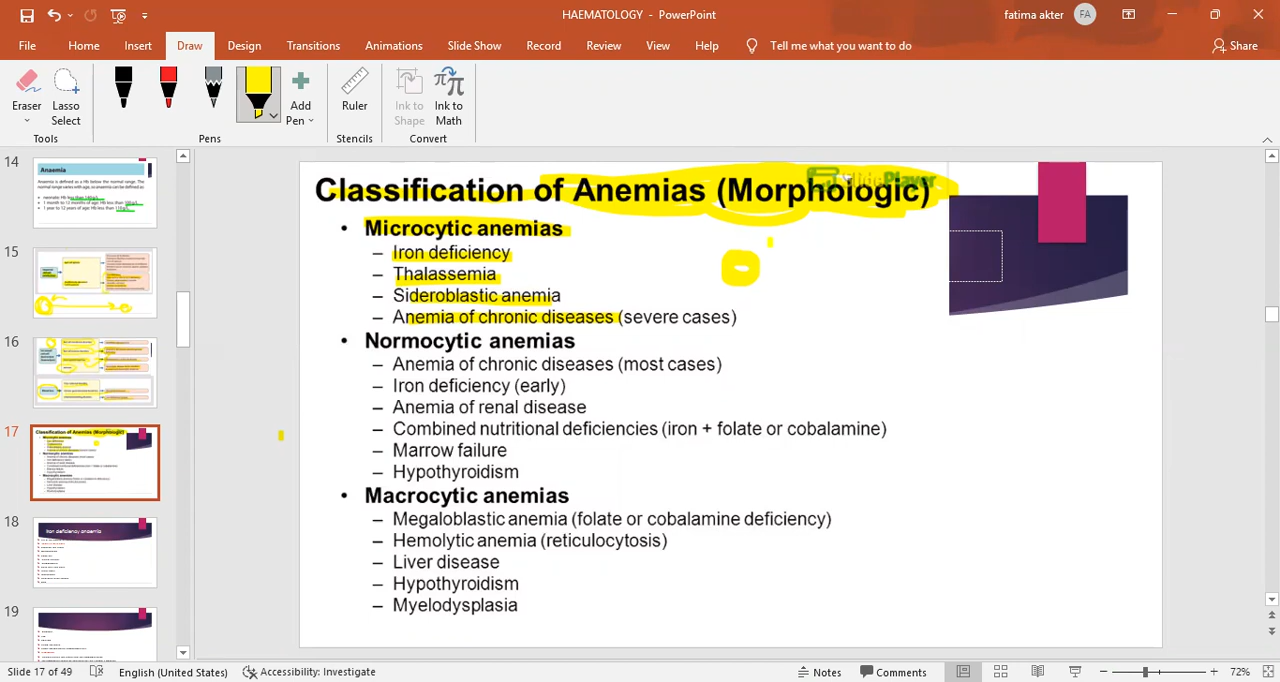 HAEMATOLOGY - PowerPoint
fatima akter FA
File Home Insert Draw Design Transitions Animations Slide Show Record Review View Help Tell me what you want to do Share
Eraser Lasso Select
Add Pen
Ruler
Ink to Shape
Ink to Math
Tools Pens Stencils Convert
14
Anaemia
15
16
17
18
Iron deficiency anaemia
19
Classification of Anemias (Morphologic)
SlidePlayer
• Microcytic anemias
– Iron deficiency
– Thalassemia
– Sideroblastic anemia
– Anemia of chronic diseases (severe cases)
• Normocytic anemias
– Anemia of chronic diseases (most cases)
– Iron deficiency (early)
– Anemia of renal disease
– Combined nutritional deficiencies (iron + folate or cobalamine)
– Marrow failure
– Hypothyroidism
• Macrocytic anemias
– Megaloblastic anemia (folate or cobalamine deficiency)
– Hemolytic anemia (reticulocytosis)
– Liver disease
– Hypothyroidism
– Myelodysplasia
Slide 17 of 49 English (United States) Accessibility: Investigate Notes Comments 72%